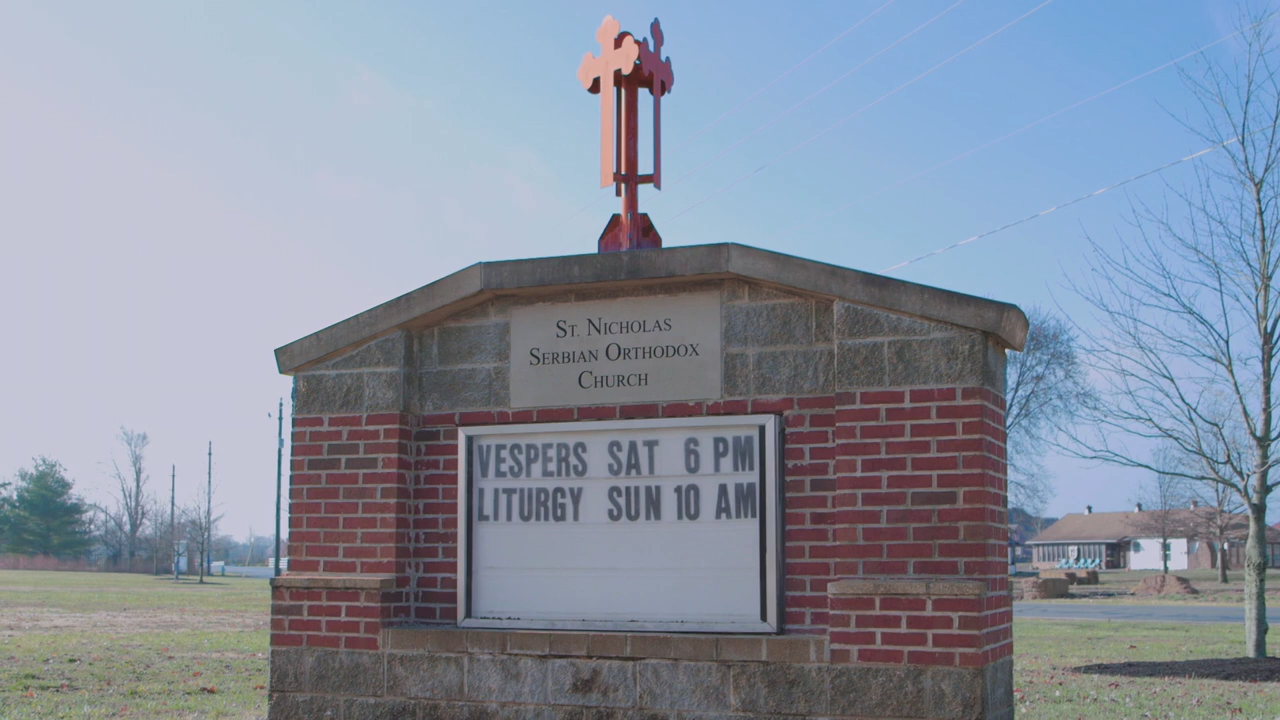 St. Nicholas
Serbian Orthodox
Church
VESPERS SAT 6 PM
LITURGY SUN 10 AM